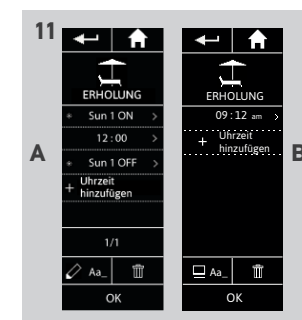 11
A
ERHOLUNG
Sun 1 ON >
12:00 >
Sun 1 OFF >
+ Uhrzeit
hinzufügen
1/1
Aa_
OK
ERHOLUNG
09:12 am >
+ Uhrzeit
hinzufügen
Aa_
OK
B